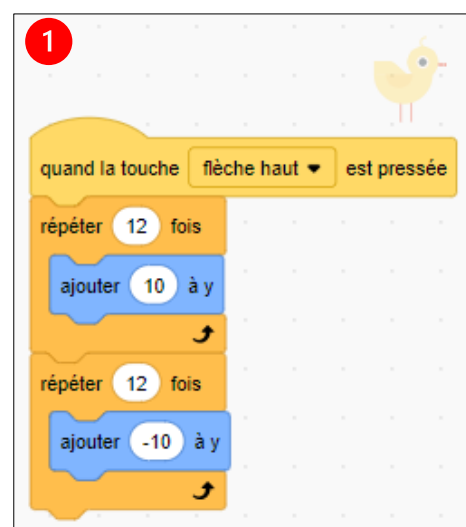 1
quand la touche flèche haut est pressée
répéter 12 fois
ajouter 10 à y
répéter 12 fois
ajouter -10 à y